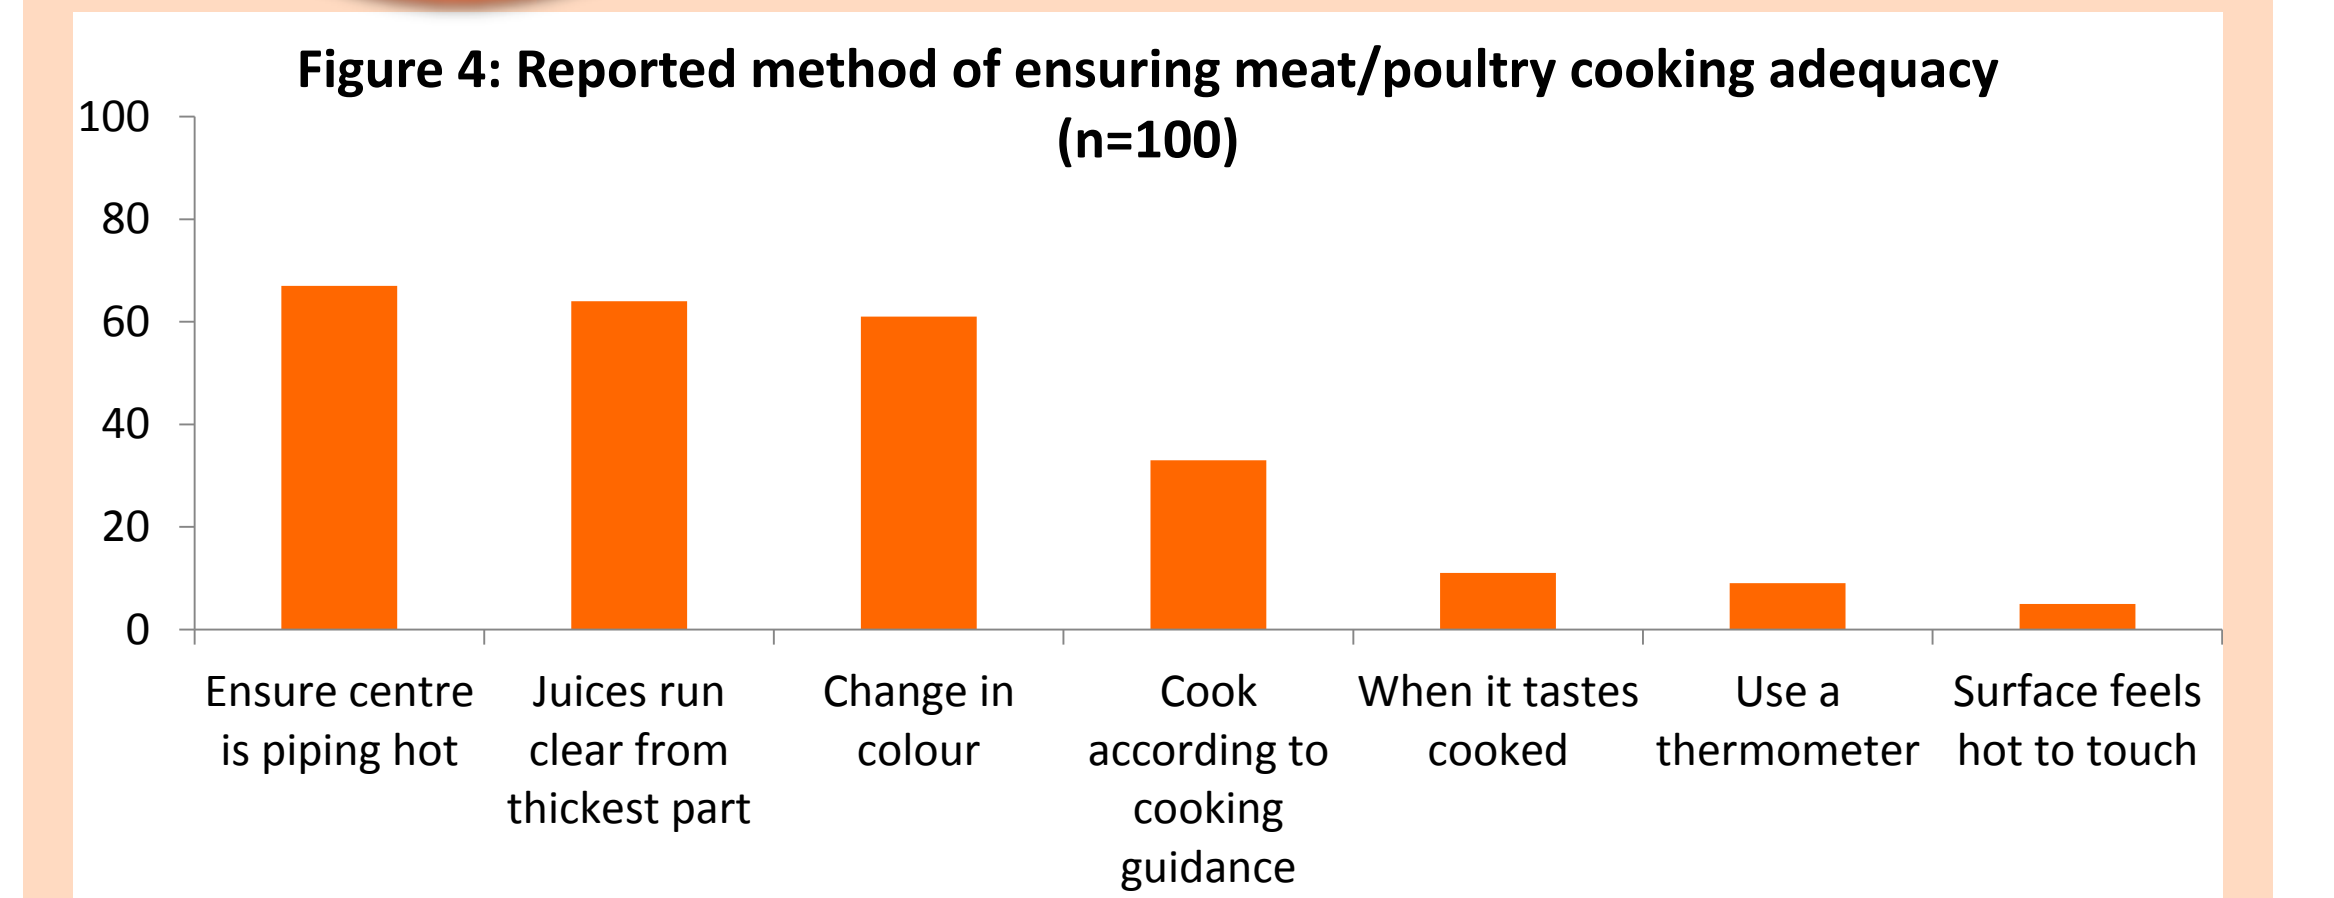 Figure 4: Reported method of ensuring meat/poultry cooking adequacy
(n=100)
100
80
60
40
20
0
Ensure centre
is piping hot
Juices run
clear from
thickest part
Change in
colour
Cook
according to
cooking
guidance
When it tastes
cooked
Use a
thermometer
Surface feels
hot to touch